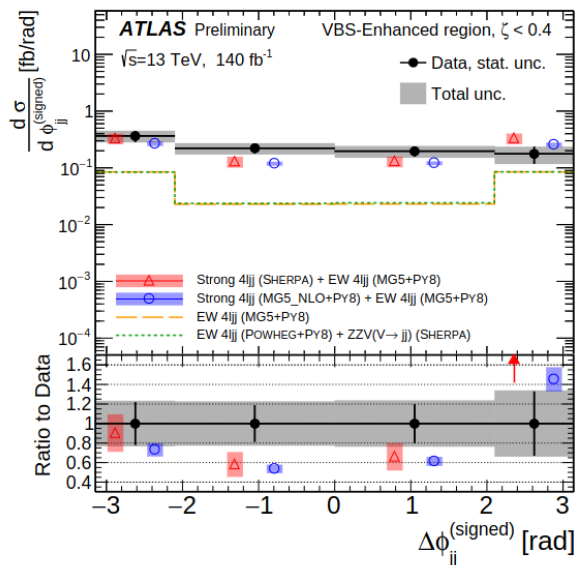 ATLAS Preliminary VBS-Enhanced region, ζ < 0.4
√s=13 TeV, 140 fb⁻¹
Data, stat. unc.
Total unc.
d σ / d ϕ_jj^(signed) [fb/rad]
10
1
10⁻¹
10⁻²
10⁻³
10⁻⁴
Strong 4ljj (SHERPA) + EW 4ljj (MG5+PY8)
Strong 4ljj (MG5_NLO+PY8) + EW 4ljj (MG5+PY8)
EW 4ljj (MG5+PY8)
EW 4ljj (POWHEG+PY8) + ZZV(V→ jj) (SHERPA)
Ratio to Data
1.6
1.4
1.2
1
0.8
0.6
0.4
−3 −2 −1 0 1 2 3
Δϕ_jj^(signed) [rad]